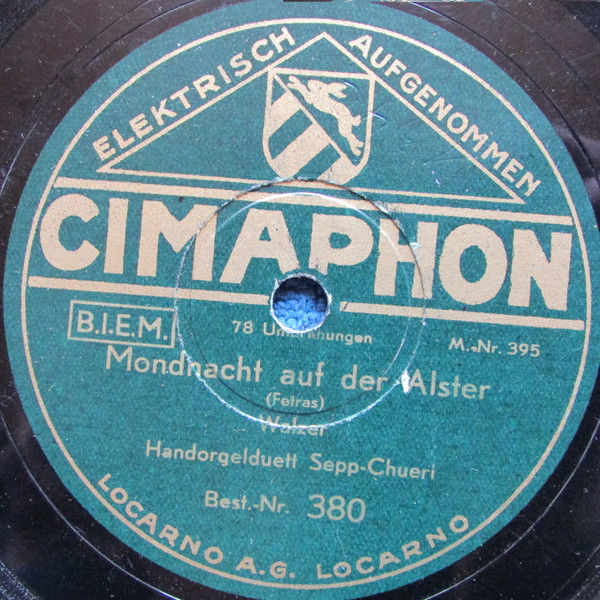 ELEKTRISCH AUFGENOMMEN
CIMAPHON
B.I.E.M.
78 Umdrehungen
M.-Nr. 395
Mondnacht auf der Alster
(Fetras)
Walzer
Handorgelduett Sepp-Chueri
Best.-Nr. 380
LOCARNO A.G. LOCARNO